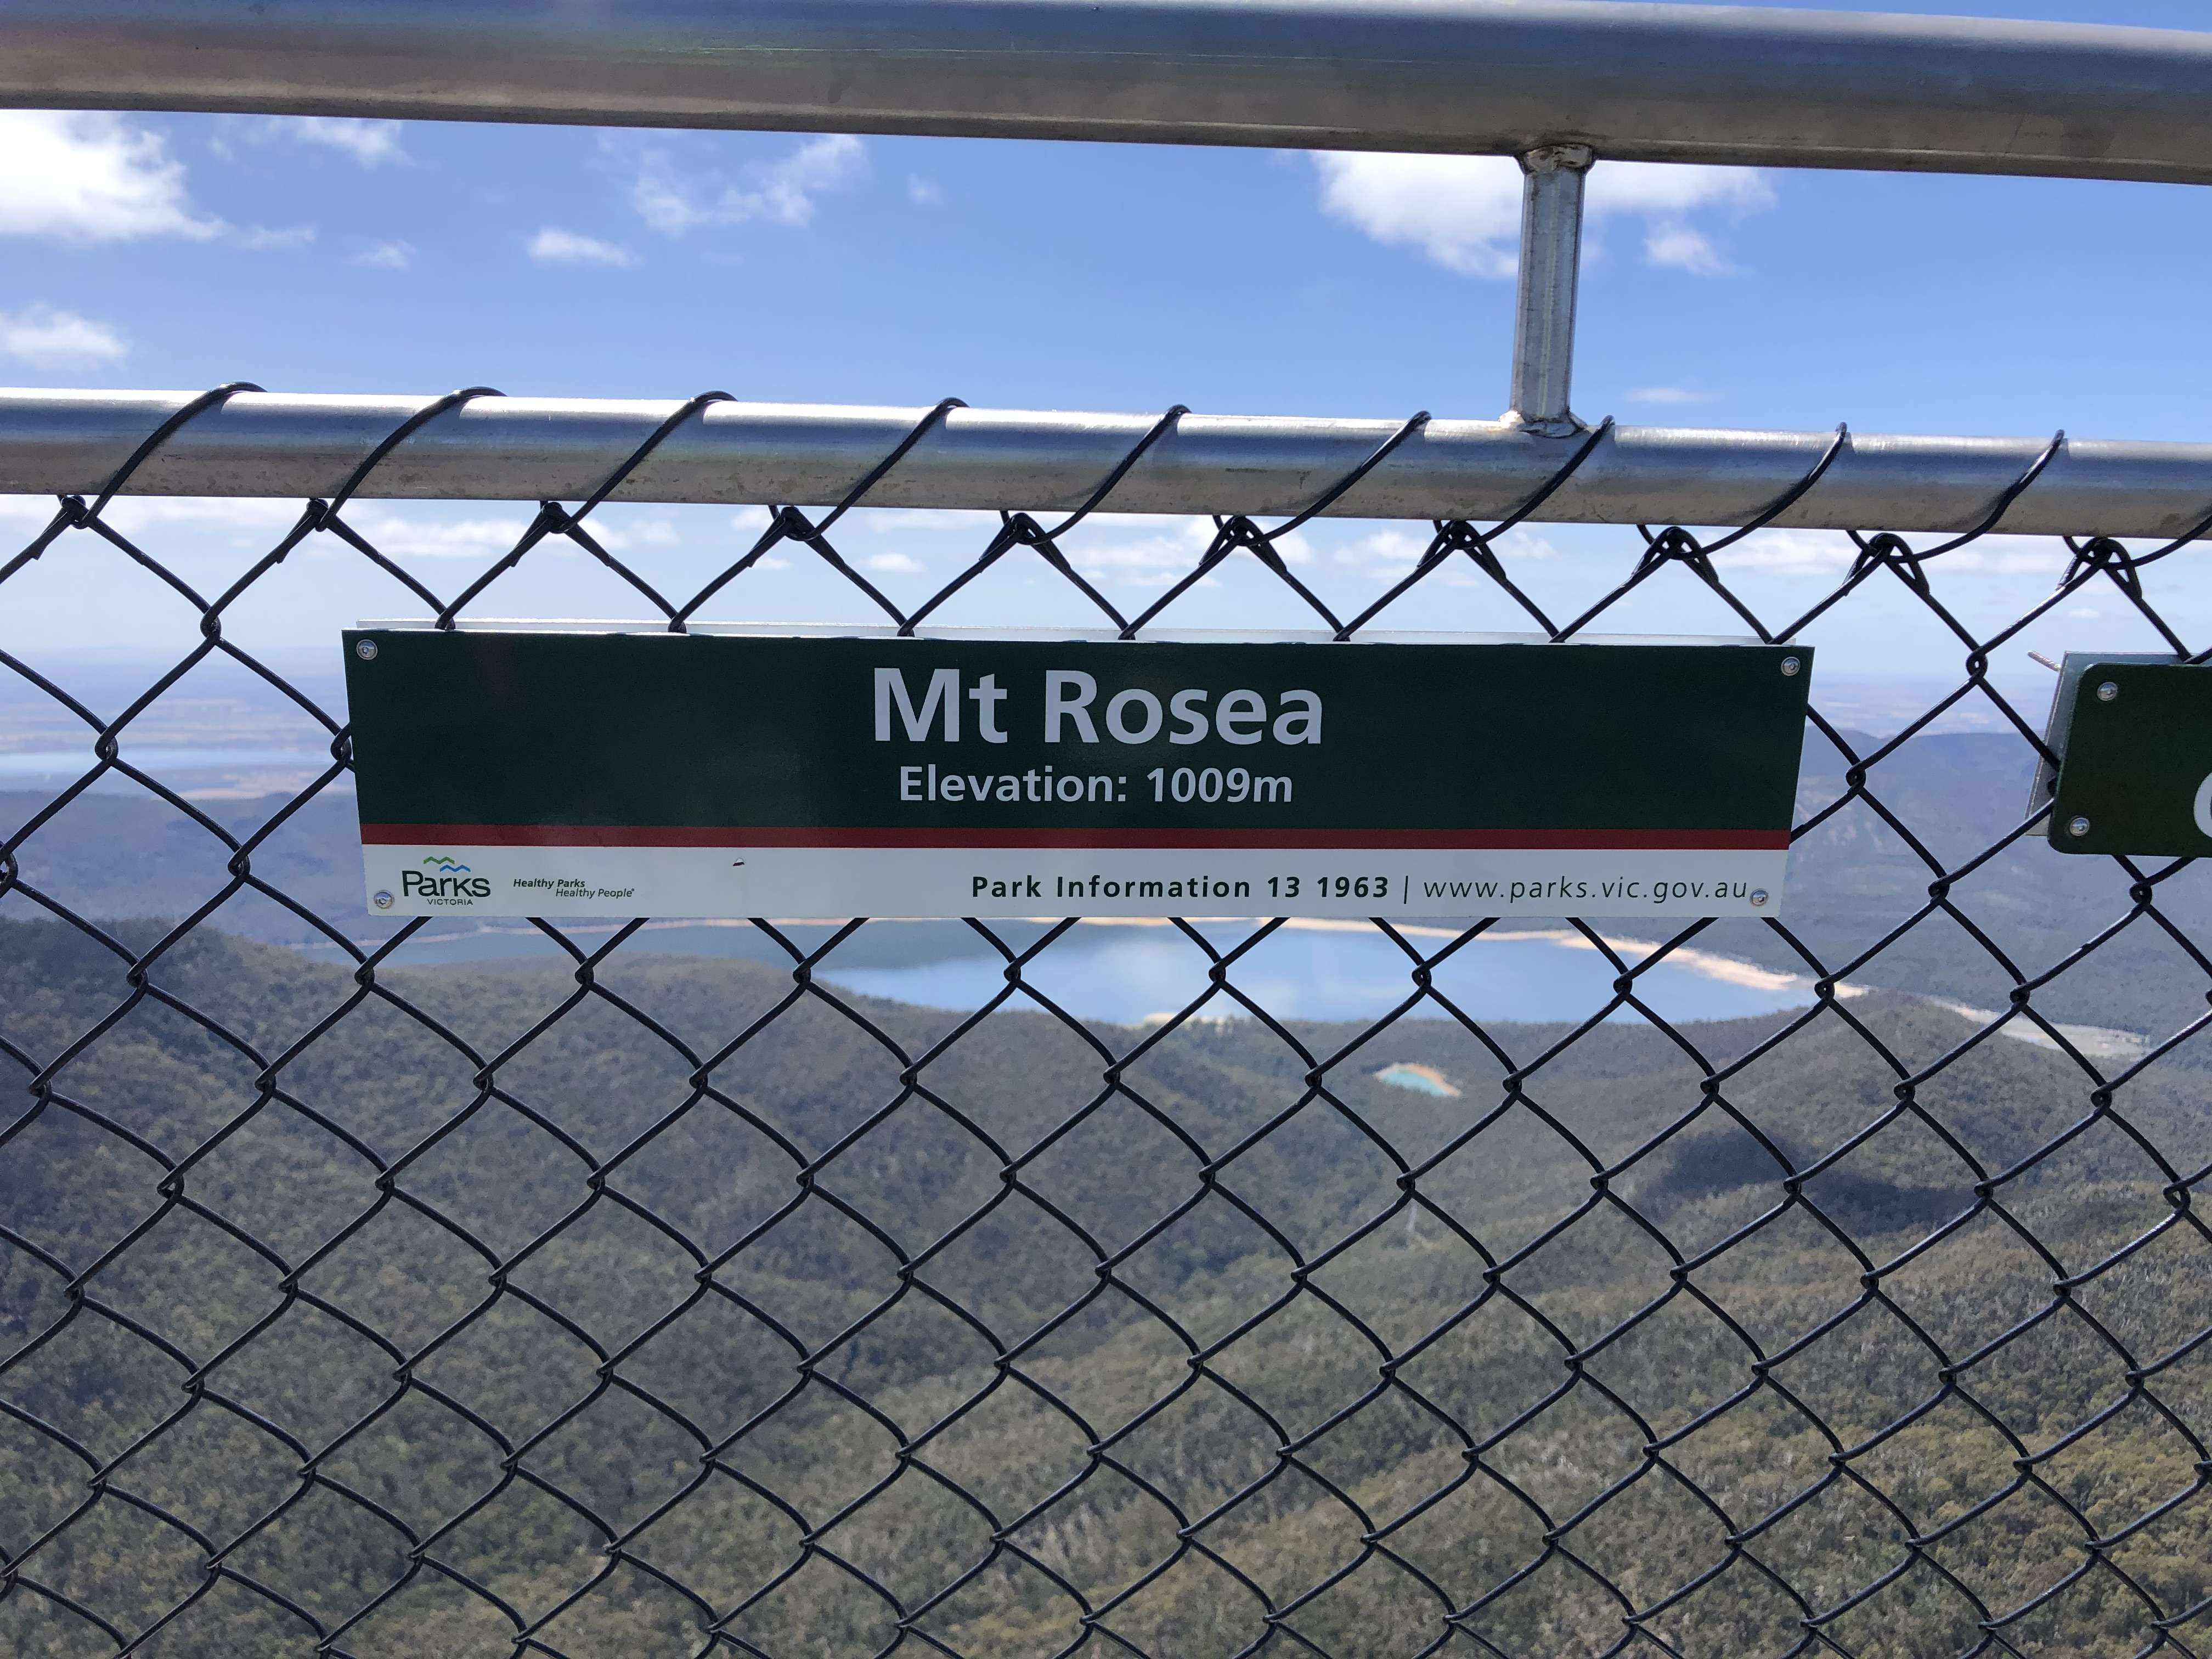 Mt Rosea
Elevation: 1009m
Parks
VICTORIA
Healthy Parks
Healthy People®
Park Information 13 1963 | www.parks.vic.gov.au